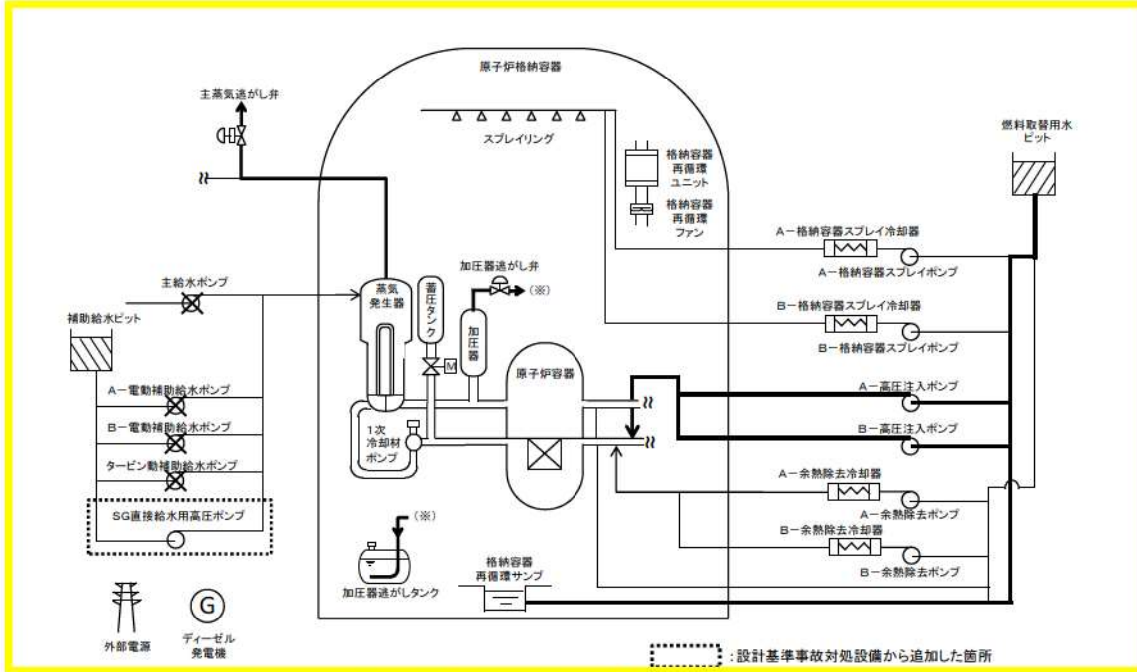 原子炉格納容器
主蒸気逃がし弁
スプレイリング
格納容器
再循環
ユニット
格納容器
再循環
ファン
燃料取替用水
ピット
A－格納容器スプレイ冷却器
A－格納容器スプレイポンプ
B－格納容器スプレイ冷却器
B－格納容器スプレイポンプ
主給水ポンプ
補助給水ピット
A－電動補助給水ポンプ
B－電動補助給水ポンプ
タービン動補助給水ポンプ
SG直接給水用高圧ポンプ
蒸気
発生器
蓄圧タンク
加圧器逃がし弁
(※)
加圧器
M
原子炉容器
1次
冷却材
ポンプ
A－高圧注入ポンプ
B－高圧注入ポンプ
A－余熱除去冷却器
A－余熱除去ポンプ
B－余熱除去冷却器
B－余熱除去ポンプ
(※)
加圧器逃がしタンク
格納容器
再循環サンプ
外部電源
G
ディーゼル
発電機
：設計基準事故対処設備から追加した箇所